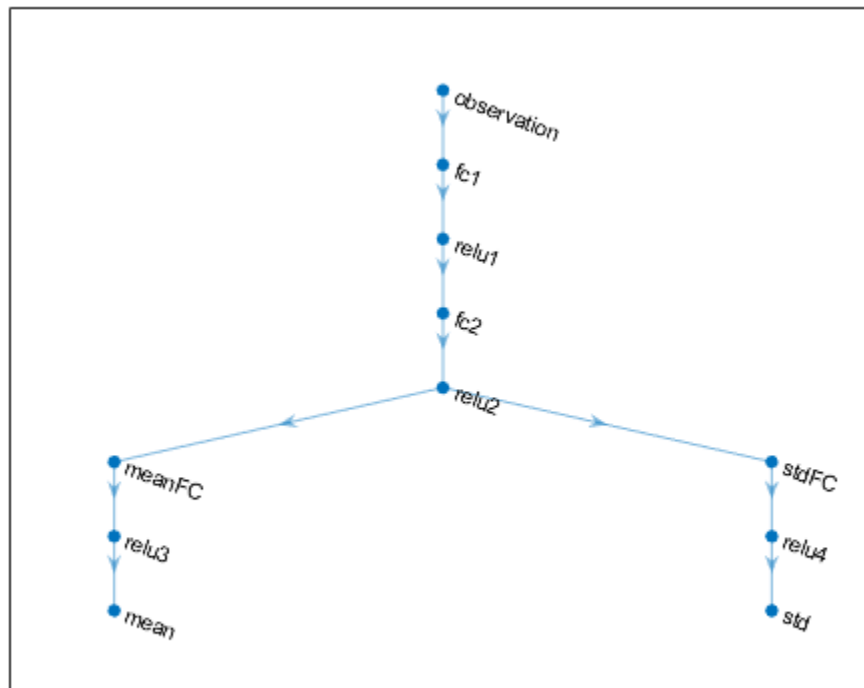 observation
fc1
relu1
fc2
relu2
meanFC
stdFC
relu3
relu4
mean
std